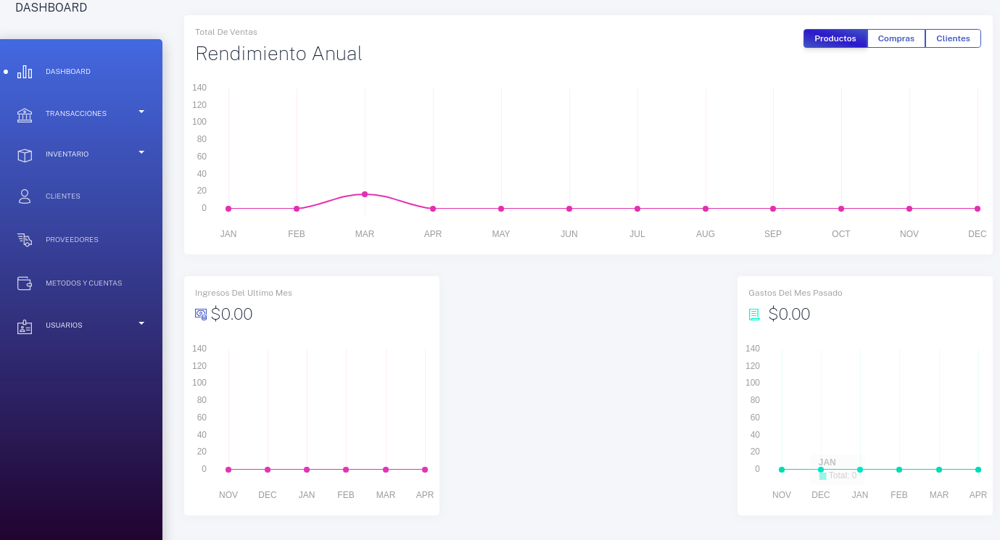 DASHBOARD
DASHBOARD
TRANSACCIONES
INVENTARIO
CLIENTES
PROVEEDORES
METODOS Y CUENTAS
USUARIOS
Total De Ventas
Rendimiento Anual
Productos Compras Clientes
140
120
100
80
60
40
20
0
JAN FEB MAR APR MAY JUN JUL AUG SEP OCT NOV DEC
Ingresos Del Ultimo Mes
$0.00
140
120
100
80
60
40
20
0
NOV DEC JAN FEB MAR APR
Gastos Del Mes Pasado
$0.00
140
120
100
80
60
40
20
0
JAN
Total: 0
NOV DEC JAN FEB MAR APR